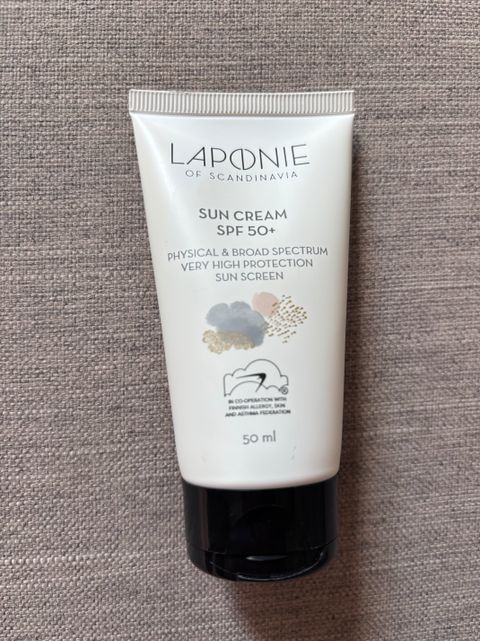 LAPONIE
OF SCANDINAVIA
SUN CREAM
SPF 50+
PHYSICAL & BROAD SPECTRUM
VERY HIGH PROTECTION
SUN SCREEN
®
IN CO-OPERATION WITH
FINNISH ALLERGY, SKIN
AND ASTHMA FEDERATION
50 ml